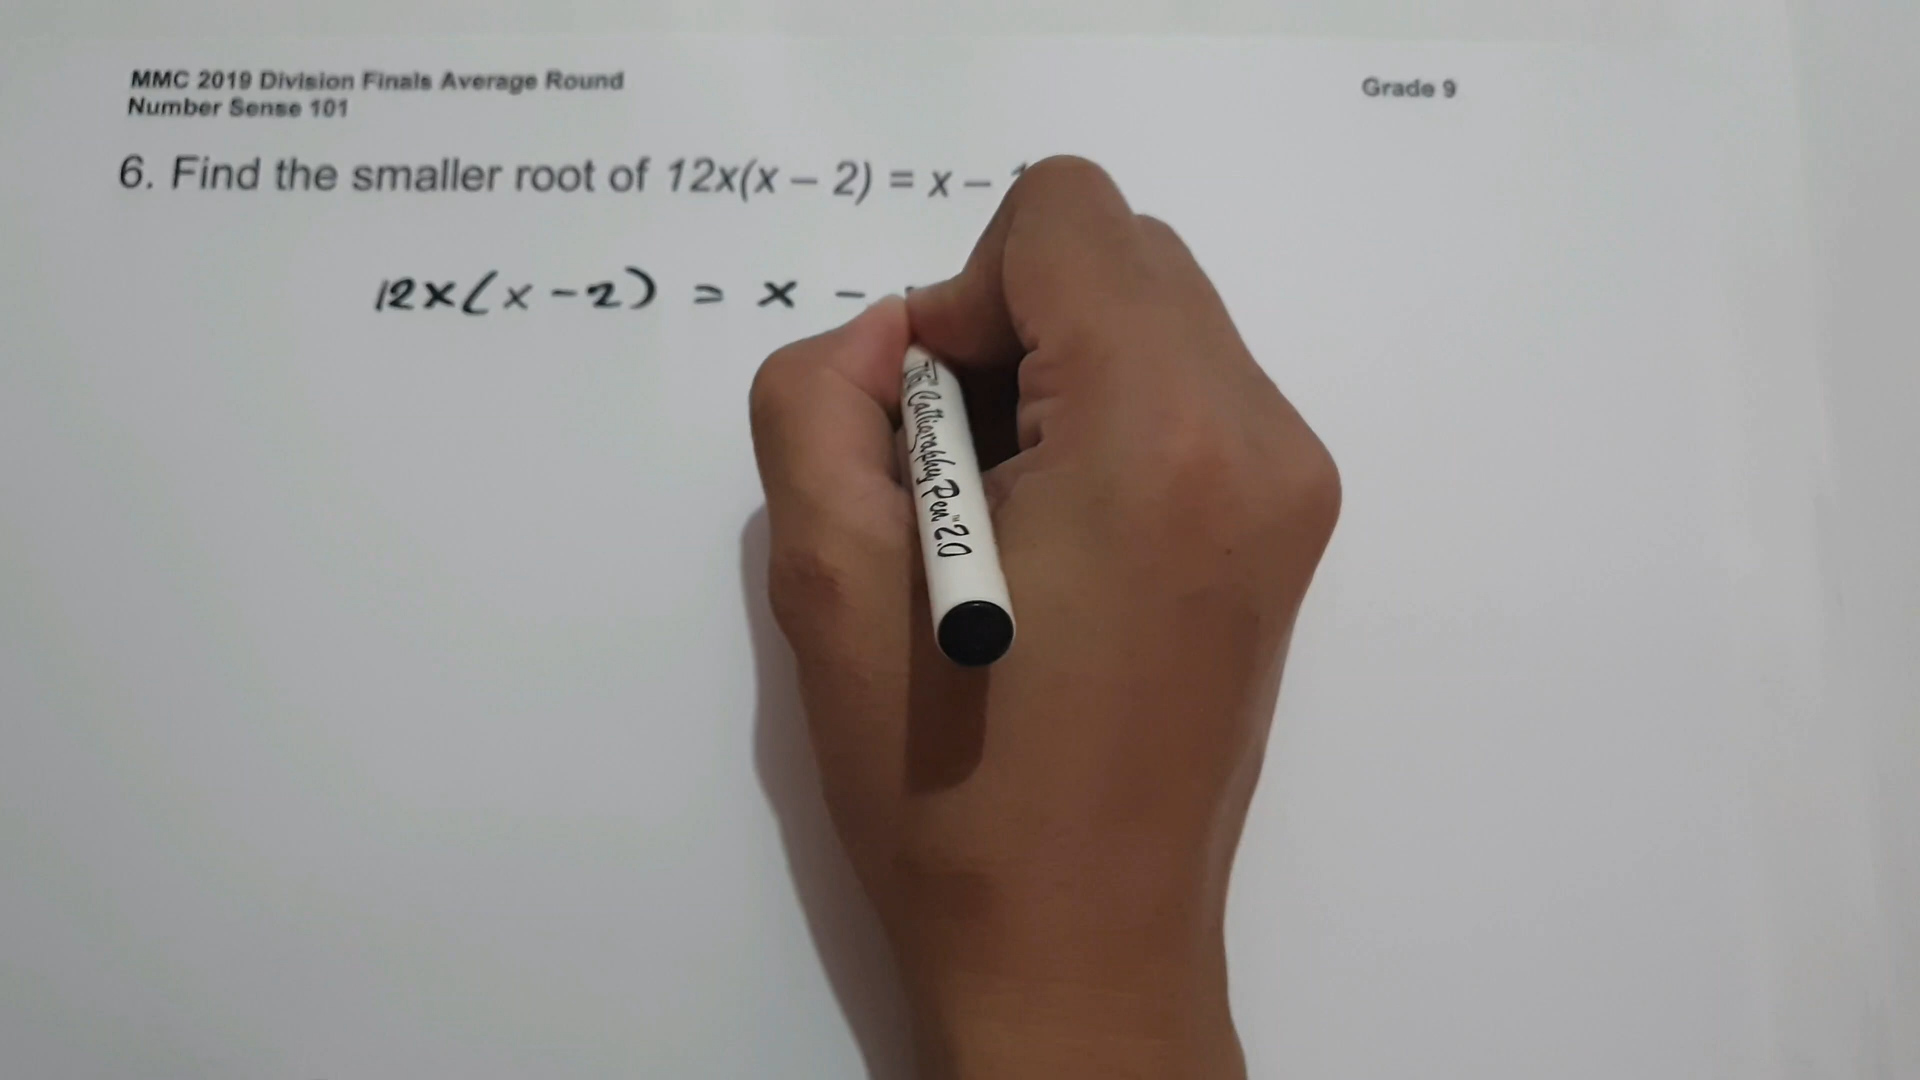 MMC 2019 Division Finals Average Round
Number Sense 101
Grade 9
6. Find the smaller root of 12x(x – 2) = x –
12x(x - 2) = x -
Calligraphy Pen™ 2.0